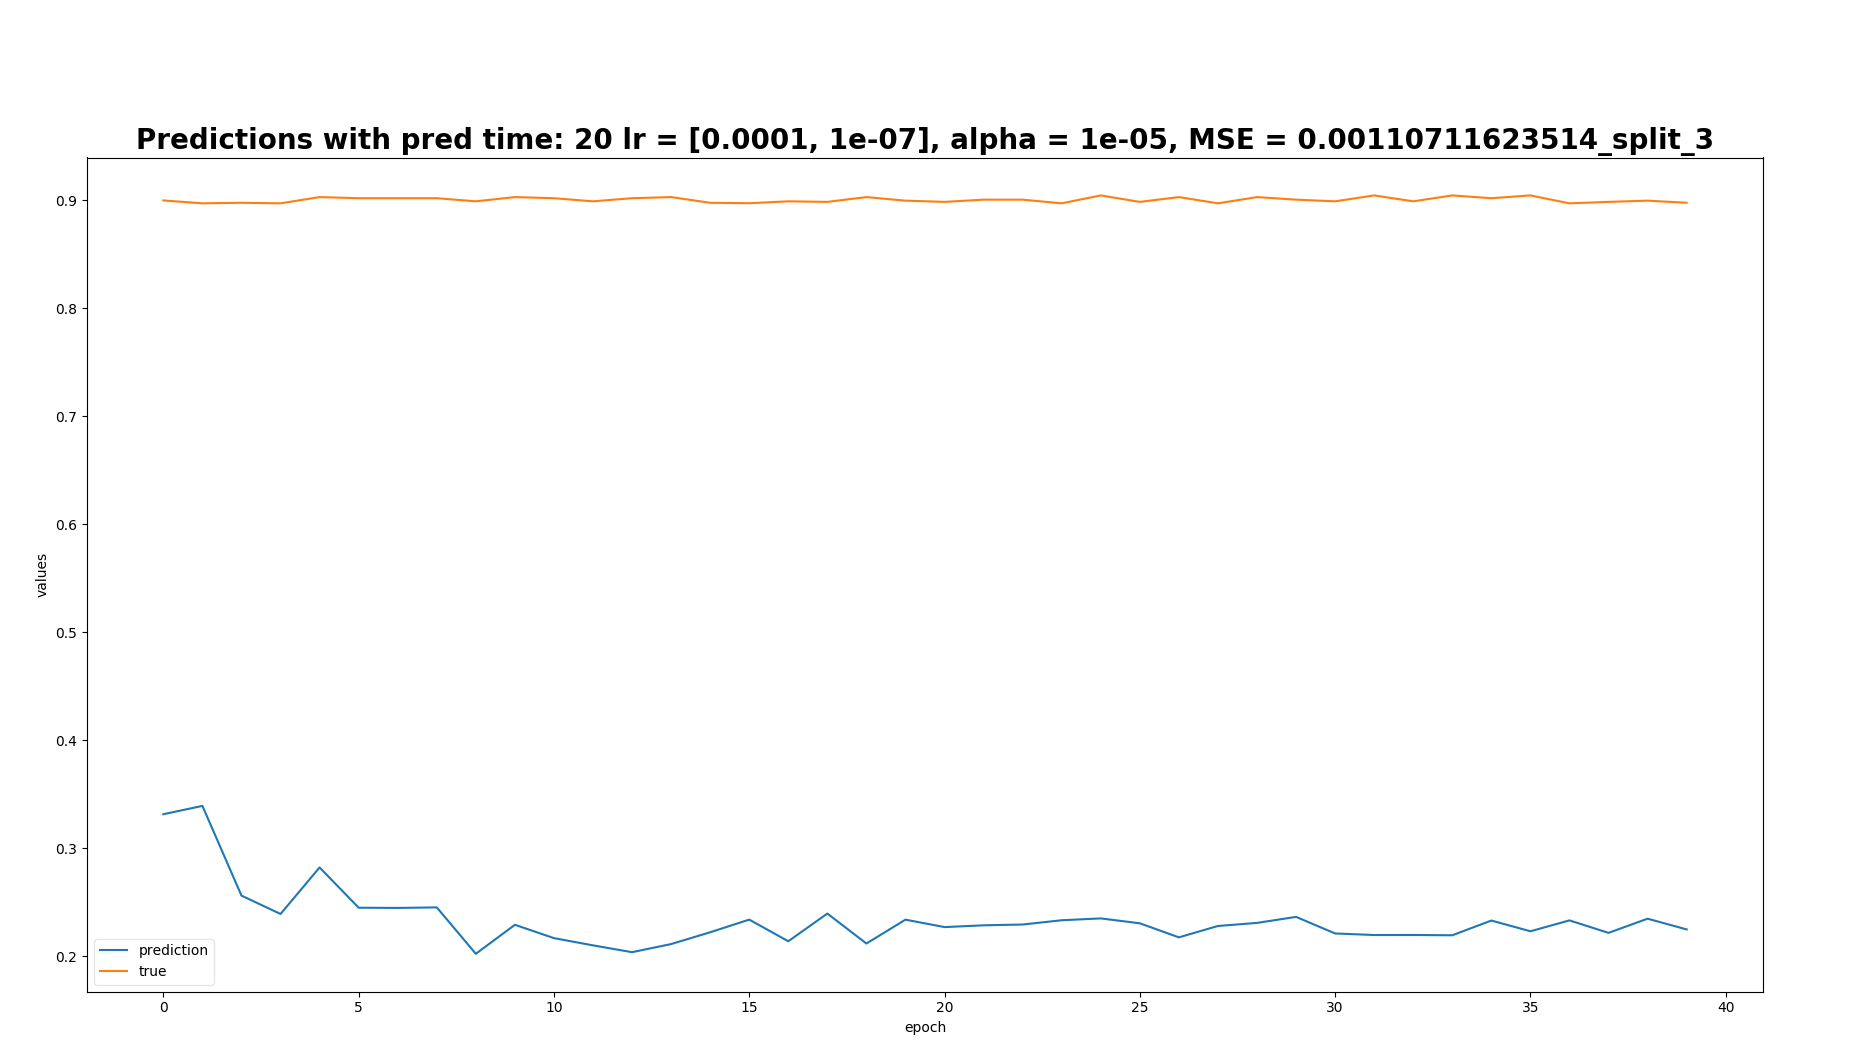 Predictions with pred time: 20 lr = [0.0001, 1e-07], alpha = 1e-05, MSE = 0.00110711623514_split_3
0.9
0.8
0.7
0.6
0.5
0.4
0.3
0.2
values
prediction
true
0 5 10 15 20 25 30 35 40
epoch